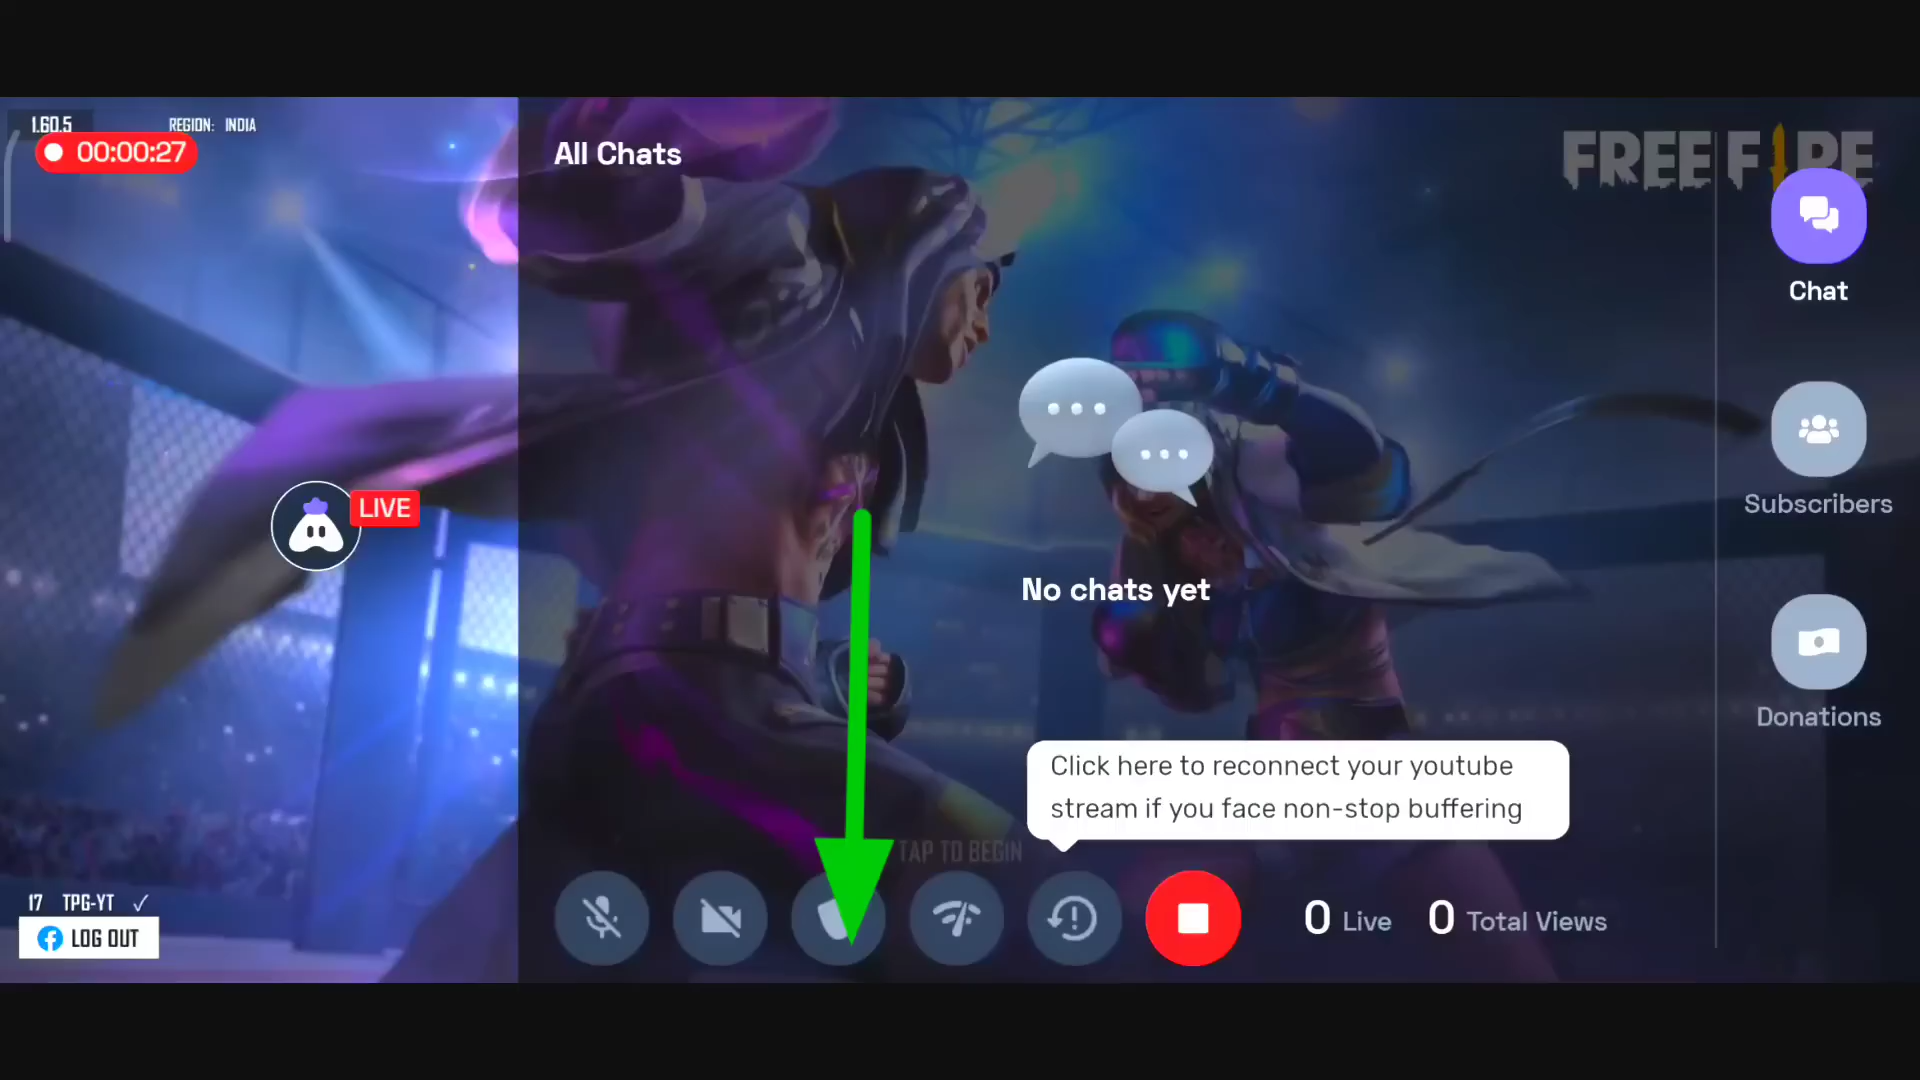 1.60.5
REGION: INDIA
00:00:27
All Chats
FREE FIRE
Chat
LIVE
Subscribers
No chats yet
Donations
Click here to reconnect your youtube
stream if you face non-stop buffering
TAP TO BEGIN
17 TPG-YT
LOG OUT
0 Live 0 Total Views